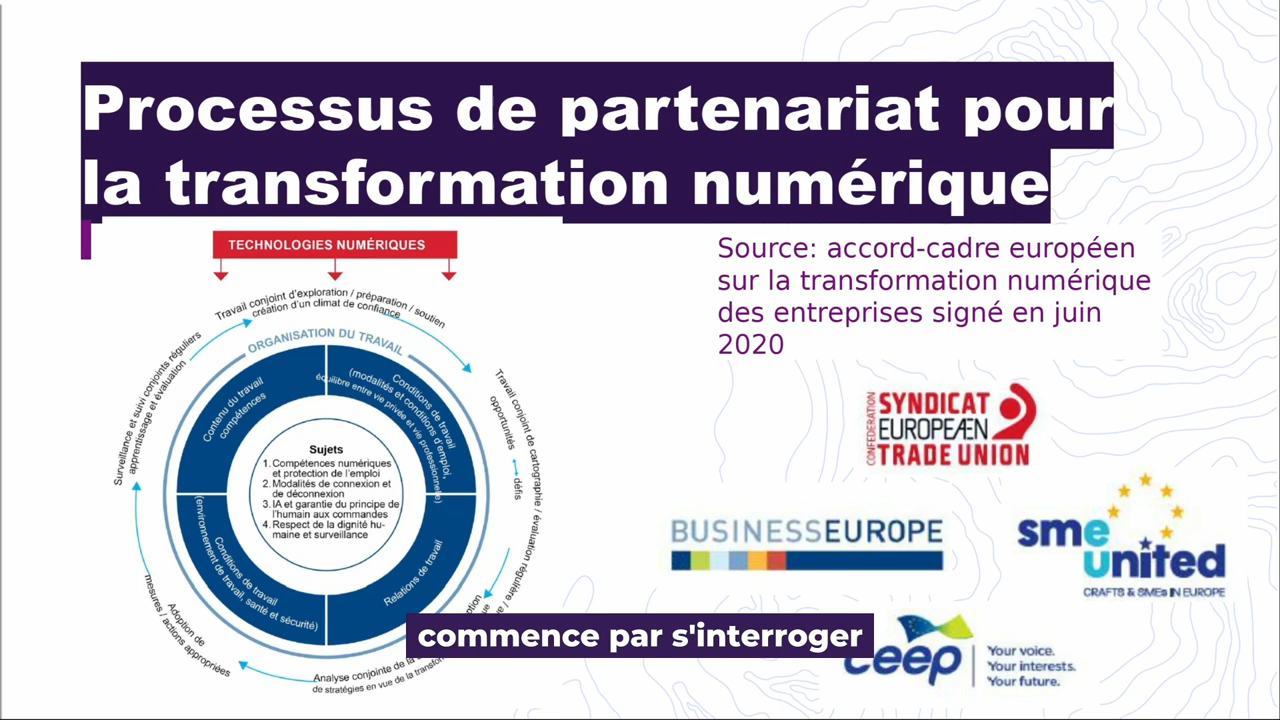 Processus de partenariat pour
la transformation numérique
TECHNOLOGIES NUMÉRIQUES
Source: accord-cadre européen
sur la transformation numérique
des entreprises signé en juin
2020
Travail conjoint d'exploration / préparation / soutien
création d'un climat de confiance
ORGANISATION DU TRAVAIL
Surveillance et suivi conjoints réguliers
apprentissage et évaluation
Contenu du travail
compétences
Conditions de travail
(modalités et conditions d'emploi,
équilibre entre vie privée et vie professionnelle)
Travail conjoint de cartographie / évaluation régulière /
opportunités
défis
Sujets
1. Compétences numériques
et protection de l'emploi
2. Modalités de connexion et
de déconnexion
3. IA et garantie du principe de
l'humain aux commandes
4. Respect de la dignité hu-
maine et surveillance
Conditions de travail
(environnement de travail, santé et sécurité)
Relations de travail
Adoption de
mesures / actions appropriées
Analyse conjointe de la
de stratégies en vue de la
CONFEDERATION
SYNDICAT
EUROPEÆN
TRADE UNION
BUSINESSEUROPE
sme
united
CRAFTS & SMEs IN EUROPE
commence par s'interroger
ceep
Your voice.
Your interests.
Your future.